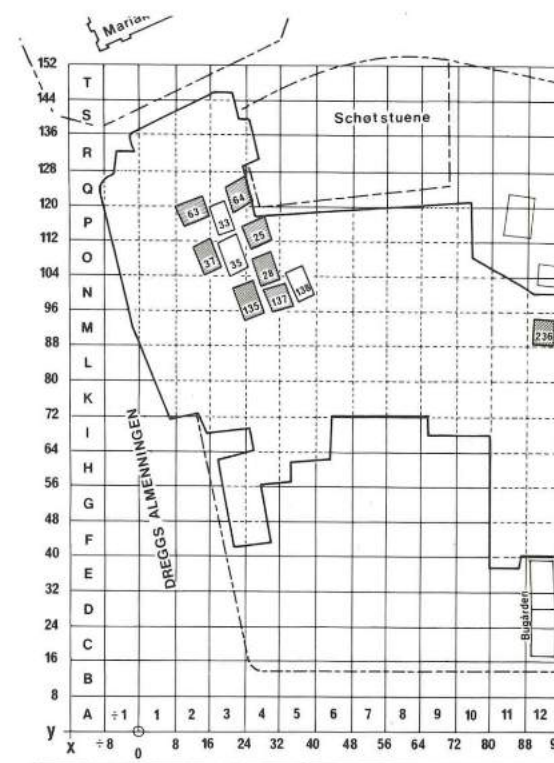 Mariak
152
T
144
S
Schøtstuene
136
R
128
Q
64
120
63
33
P
25
112
37
35
O
28
104
138
N
135
137
96
M
236
88
L
80
K
72
I
64
H
56
G
48
F
40
DREGGS ALMENNINGEN
E
32
D
Bugården
24
C
16
B
8
A ÷1 1 2 3 4 5 6 7 8 9 10 11 12
y
x ÷8 0 8 16 24 32 40 48 56 64 72 80 88